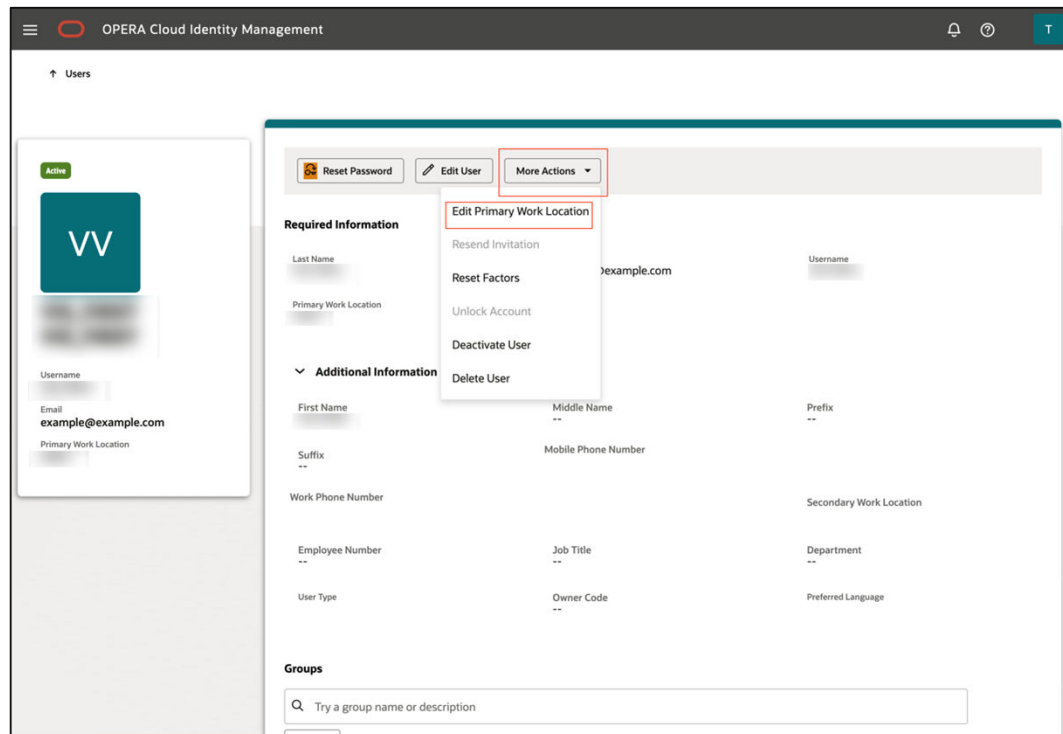 OPERA Cloud Identity Management
T
Users
Active
VV
Username
Email
example@example.com
Primary Work Location
Reset Password
Edit User
More Actions
Edit Primary Work Location
Resend Invitation
Reset Factors
Unlock Account
Deactivate User
Delete User
Required Information
Last Name
example.com
Username
Primary Work Location
Additional Information
First Name
Middle Name
--
Prefix
--
Suffix
--
Mobile Phone Number
Work Phone Number
Secondary Work Location
Employee Number
--
Job Title
--
Department
--
User Type
Owner Code
--
Preferred Language
Groups
Try a group name or description